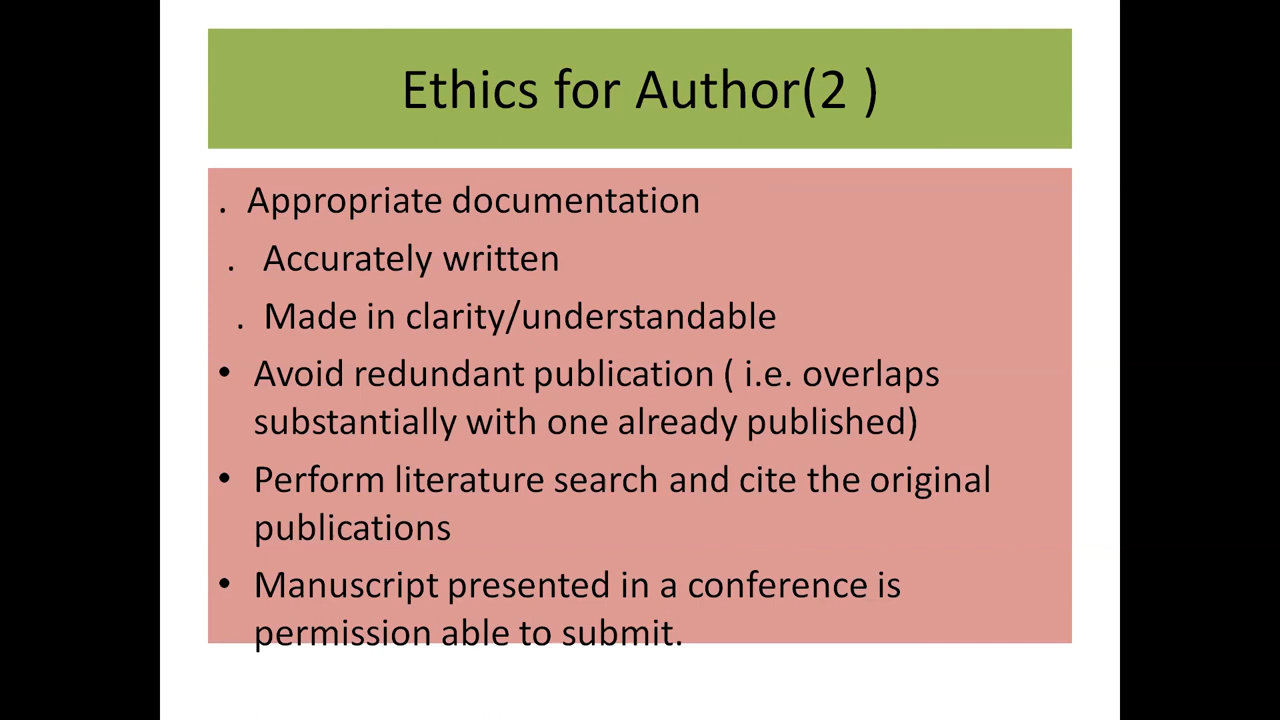 Ethics for Author(2 )
. Appropriate documentation
. Accurately written
. Made in clarity/understandable
• Avoid redundant publication ( i.e. overlaps
substantially with one already published)
• Perform literature search and cite the original
publications
• Manuscript presented in a conference is
permission able to submit.